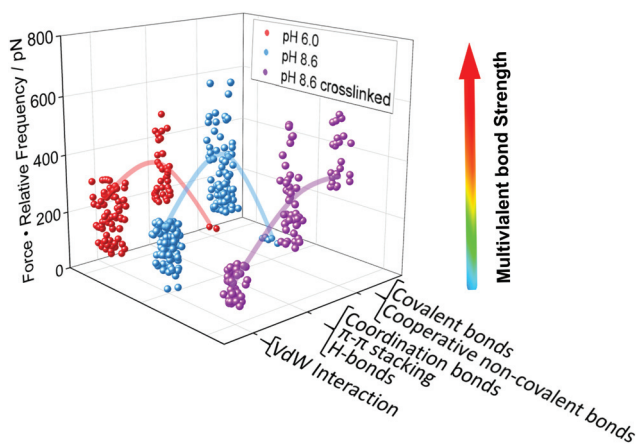 800
600
400
200
0
Force • Relative Frequency / pN
pH 6.0
pH 8.6
pH 8.6 crosslinked
Multivlalent bond Strength
Covalent bonds
Cooperative non-covalent bonds
Coordination bonds
π-π stacking
H-bonds
VdW Interaction